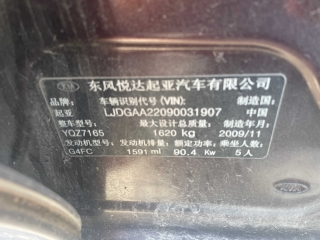 东风悦达起亚汽车有限公司
品牌: 车辆识别代号(VIN): 制造国:
起亚 LJDGAA22090031907 中国
整车型号: 最大设计总质量: 制造年月:
YQZ7165 1620 kg 2009/11
发动机型号: 发动机排量: 额定功率: 乘坐人数:
G4FC 1591 ml 90.4 Kw 5人